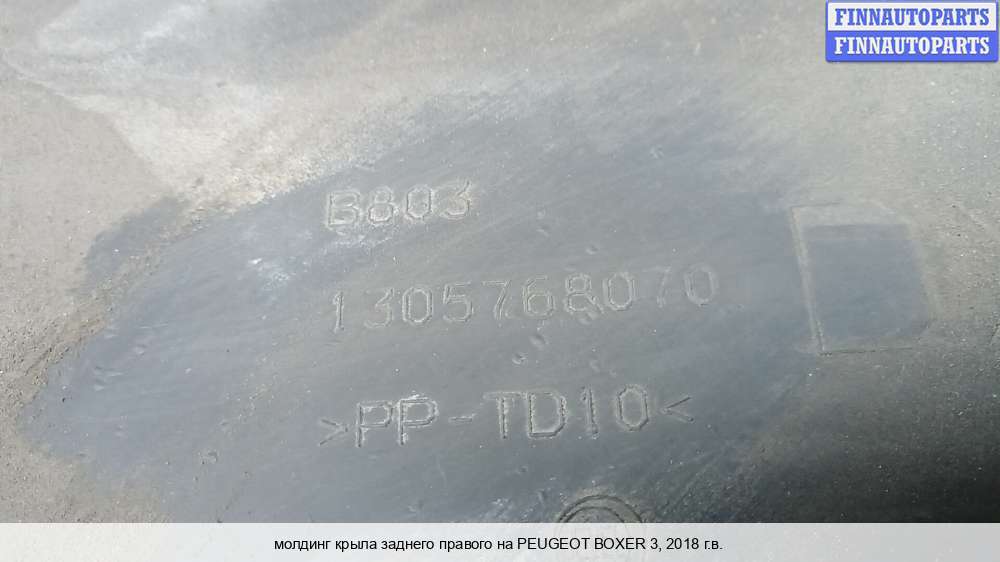 FINNAUTOPARTS
FINNAUTOPARTS
B803
1305768070
>PP-TD10<
молдинг крыла заднего правого на PEUGEOT BOXER 3, 2018 г.в.